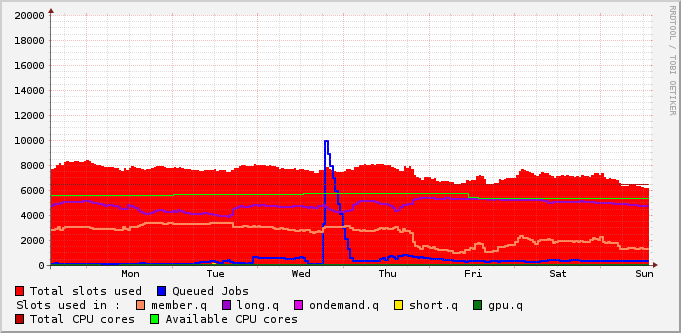 RRDTOOL / TOBI OETIKER
20000
18000
16000
14000
12000
10000
8000
6000
4000
2000
0
Mon Tue Wed Thu Fri Sat Sun
Total slots used Queued Jobs
Slots used in : member.q long.q ondemand.q short.q gpu.q
Total CPU cores Available CPU cores